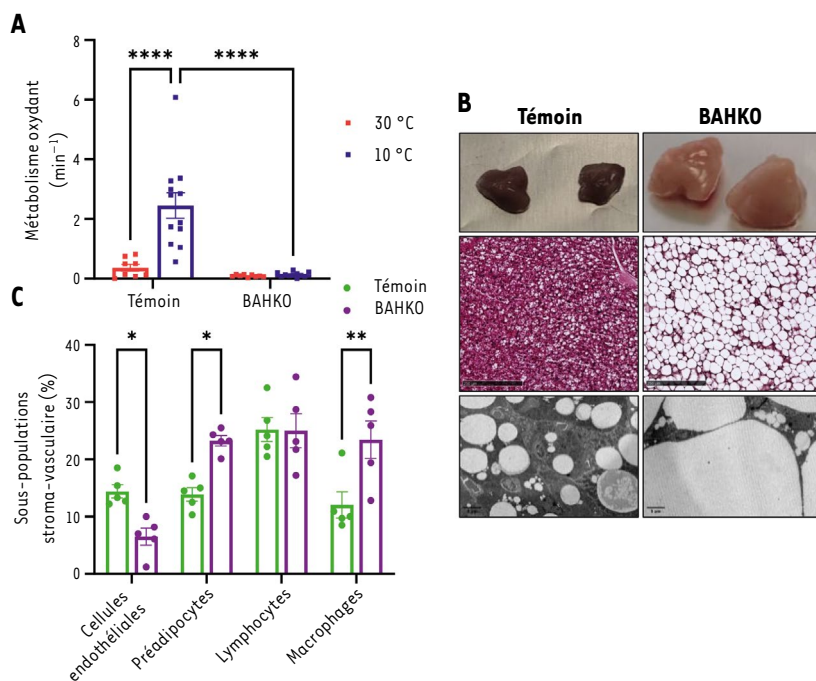 A
Métabolisme oxydant
(min⁻¹)
8
6
4
2
0
****
****
30 °C
10 °C
Témoin
BAHKO
B
Témoin
BAHKO
C
Témoin
BAHKO
Sous-populations
stroma-vasculaire (%)
40
30
20
10
0
*
*
**
Cellules
endothéliales
Préadipocytes
Lymphocytes
Macrophages